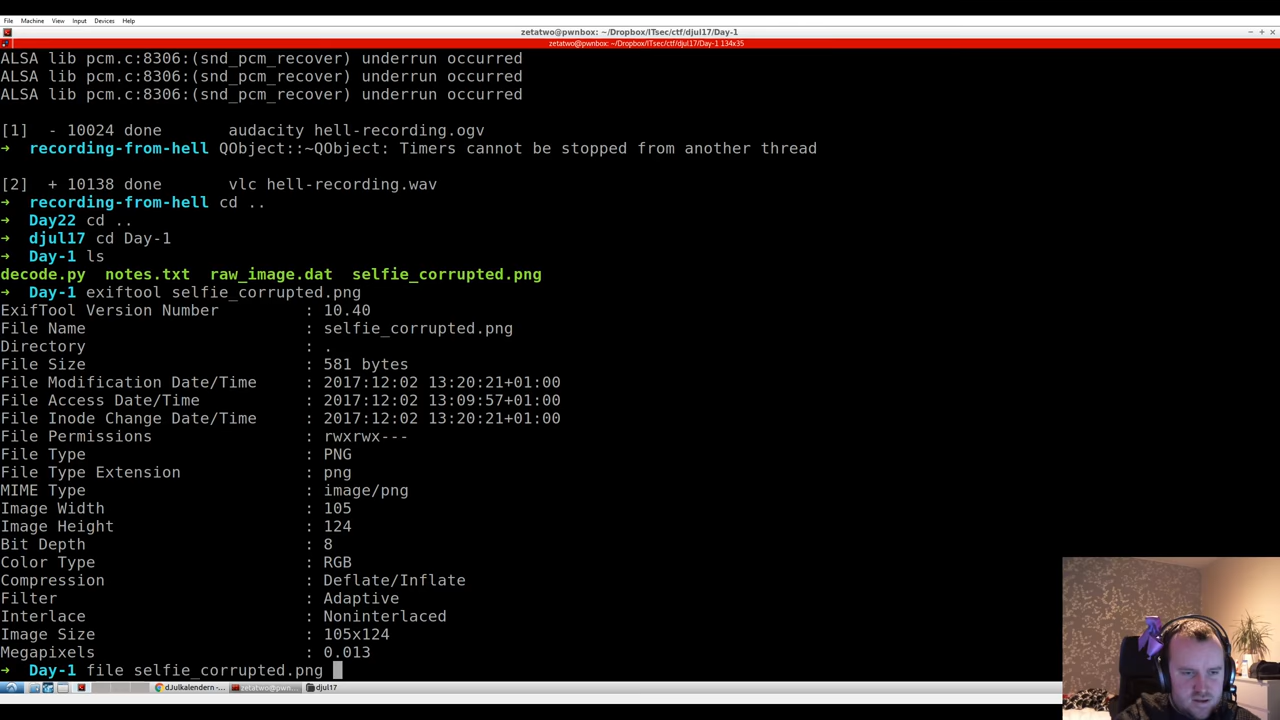 File Machine View Input Devices Help
zetatwo@pwnbox: ~/Dropbox/ITsec/ctf/djul17/Day-1
zetatwo@pwnbox: ~/Dropbox/ITsec/ctf/djul17/Day-1 134x35
ALSA lib pcm.c:8306:(snd_pcm_recover) underrun occurred
ALSA lib pcm.c:8306:(snd_pcm_recover) underrun occurred
ALSA lib pcm.c:8306:(snd_pcm_recover) underrun occurred
[1]  - 10024 done       audacity hell-recording.ogv
➜  recording-from-hell QObject::~QObject: Timers cannot be stopped from another thread
[2]  + 10138 done       vlc hell-recording.wav
➜  recording-from-hell cd ..
➜  Day22 cd ..
➜  djul17 cd Day-1
➜  Day-1 ls
decode.py  notes.txt  raw_image.dat  selfie_corrupted.png
➜  Day-1 exiftool selfie_corrupted.png
ExifTool Version Number         : 10.40
File Name                       : selfie_corrupted.png
Directory                       : .
File Size                       : 581 bytes
File Modification Date/Time     : 2017:12:02 13:20:21+01:00
File Access Date/Time           : 2017:12:02 13:09:57+01:00
File Inode Change Date/Time     : 2017:12:02 13:20:21+01:00
File Permissions                : rwxrwx---
File Type                       : PNG
File Type Extension             : png
MIME Type                       : image/png
Image Width                     : 105
Image Height                    : 124
Bit Depth                       : 8
Color Type                      : RGB
Compression                     : Deflate/Inflate
Filter                          : Adaptive
Interlace                       : Noninterlaced
Image Size                      : 105x124
Megapixels                      : 0.013
➜  Day-1 file selfie_corrupted.png
dJulkalendern -... zetatwo@pwn... djul17